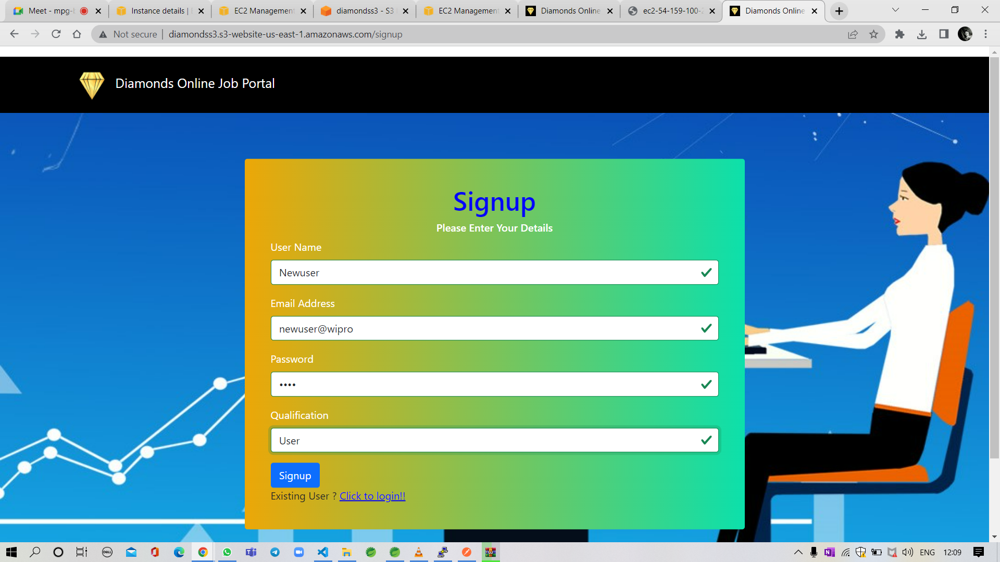 Meet - mpg-
Instance details |
EC2 Management
diamondss3 - S3
EC2 Management
Diamonds Online
ec2-54-159-100-
Diamonds Online
Not secure
diamondss3.s3-website-us-east-1.amazonaws.com/signup
Diamonds Online Job Portal
Signup
Please Enter Your Details
User Name
Newuser
Email Address
newuser@wipro
Password
••••
Qualification
User
Signup
Existing User ? Click to login!!
DELL
ENG
12:09